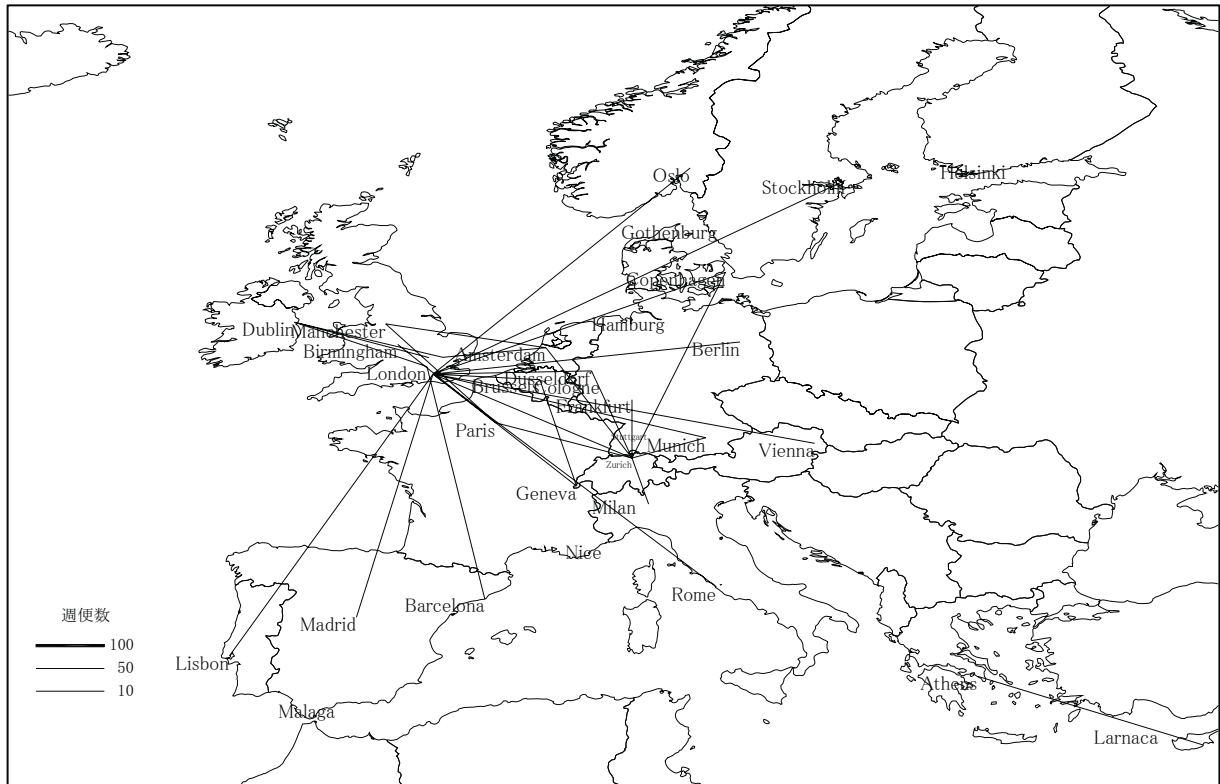 Oslo
Stockholm
Helsinki
Gothenburg
Copenhagen
Dublin
Manchester
Hamburg
Birmingham
Amsterdam
Berlin
London
Dusseldorf
Brussels
Cologne
Frankfurt
Paris
Stuttgart
Munich
Vienna
Zurich
Geneva
Milan
Nice
Rome
Barcelona
週便数
Madrid
100
Lisbon
50
10
Athens
Malaga
Larnaca